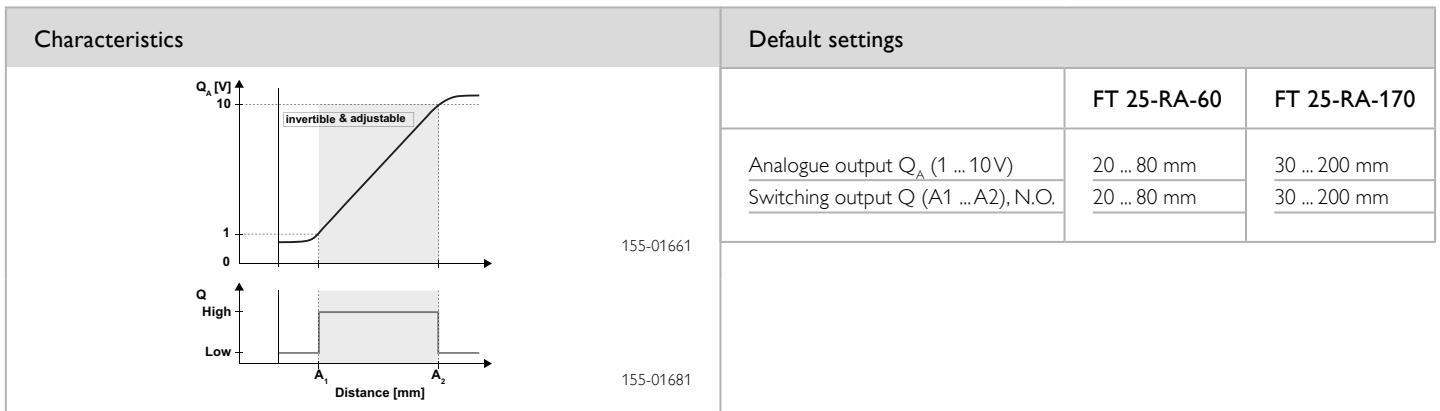 Characteristics
Q_A [V]
10
invertible & adjustable
1
0
155-01661
Q
High
Low
A_1
A_2
Distance [mm]
155-01681
Default settings
FT 25-RA-60 FT 25-RA-170
Analogue output Q_A (1 ... 10 V) 20 ... 80 mm 30 ... 200 mm
Switching output Q (A1 ... A2), N.O. 20 ... 80 mm 30 ... 200 mm